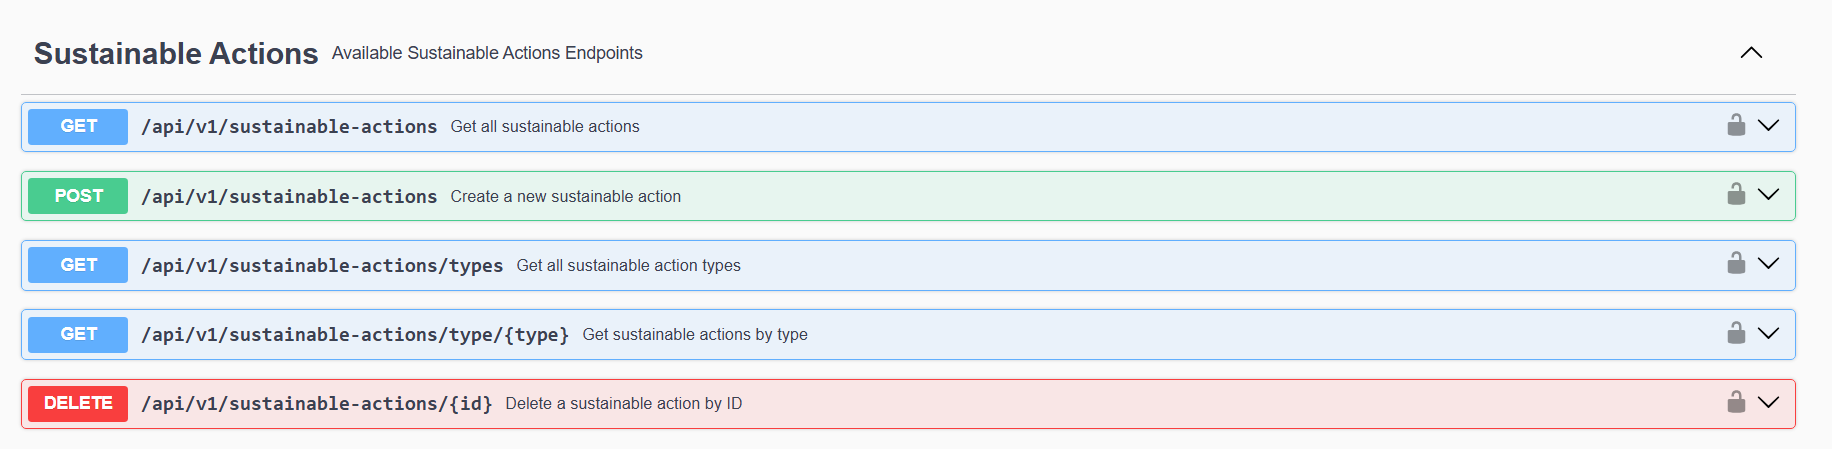 Sustainable Actions Available Sustainable Actions Endpoints
GET /api/v1/sustainable-actions Get all sustainable actions
POST /api/v1/sustainable-actions Create a new sustainable action
GET /api/v1/sustainable-actions/types Get all sustainable action types
GET /api/v1/sustainable-actions/type/{type} Get sustainable actions by type
DELETE /api/v1/sustainable-actions/{id} Delete a sustainable action by ID